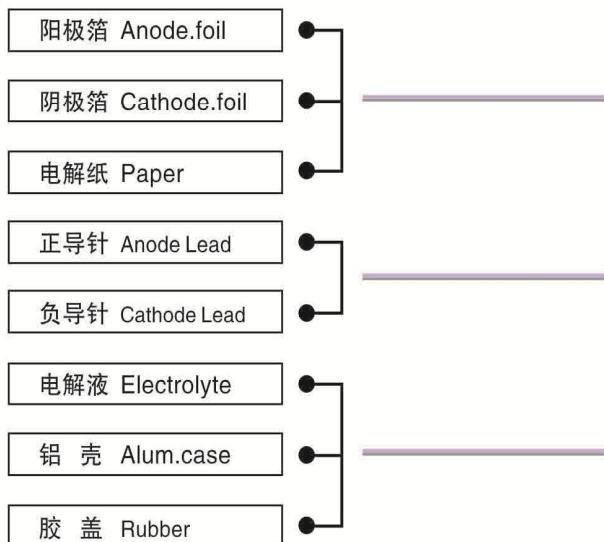 阳极箔 Anode.foil
阴极箔 Cathode.foil
电解纸 Paper
正导针 Anode Lead
负导针 Cathode Lead
电解液 Electrolyte
铝 壳 Alum.case
胶 盖 Rubber